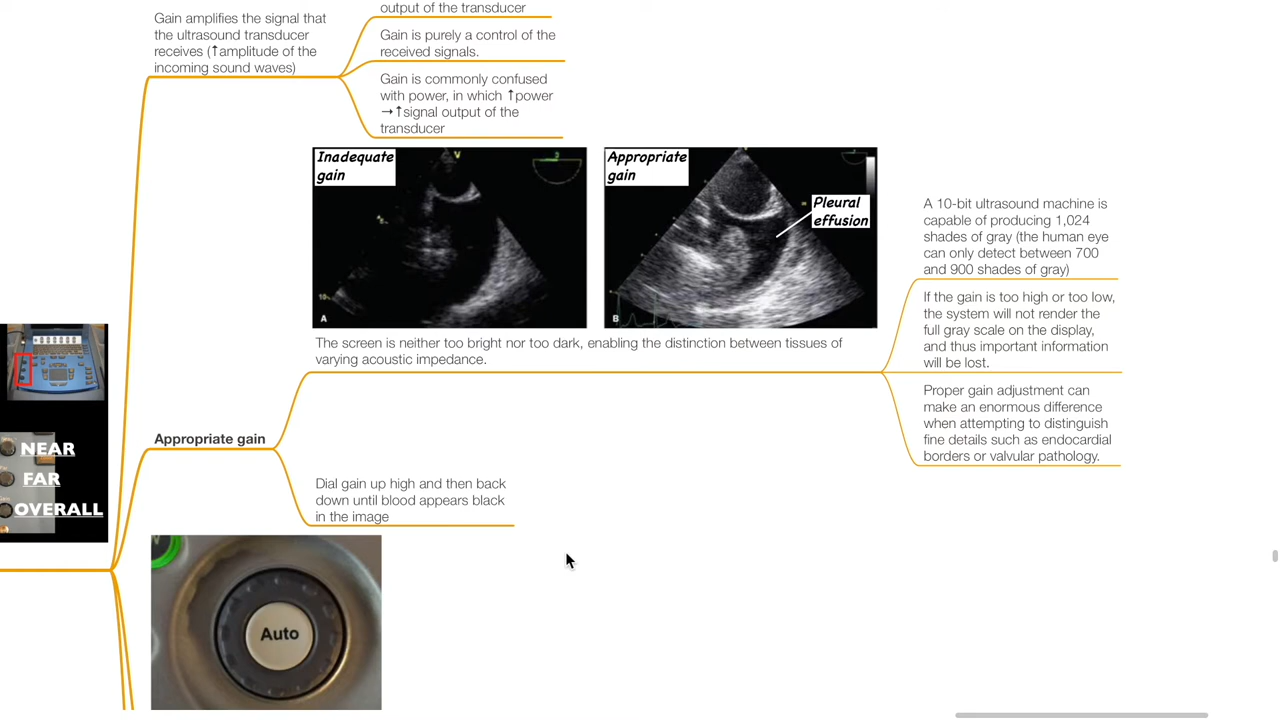 Gain amplifies the signal that
the ultrasound transducer
receives (↑amplitude of the
incoming sound waves)
output of the transducer
Gain is purely a control of the
received signals.
Gain is commonly confused
with power, in which ↑power
→↑signal output of the
transducer
Inadequate
gain
V
10
A
Appropriate
gain
Pleural
effusion
B
The screen is neither too bright nor too dark, enabling the distinction between tissues of
varying acoustic impedance.
A 10-bit ultrasound machine is
capable of producing 1,024
shades of gray (the human eye
can only detect between 700
and 900 shades of gray)
If the gain is too high or too low,
the system will not render the
full gray scale on the display,
and thus important information
will be lost.
Proper gain adjustment can
make an enormous difference
when attempting to distinguish
fine details such as endocardial
borders or valvular pathology.
Appropriate gain
Dial gain up high and then back
down until blood appears black
in the image
NEAR
FAR
OVERALL
Auto